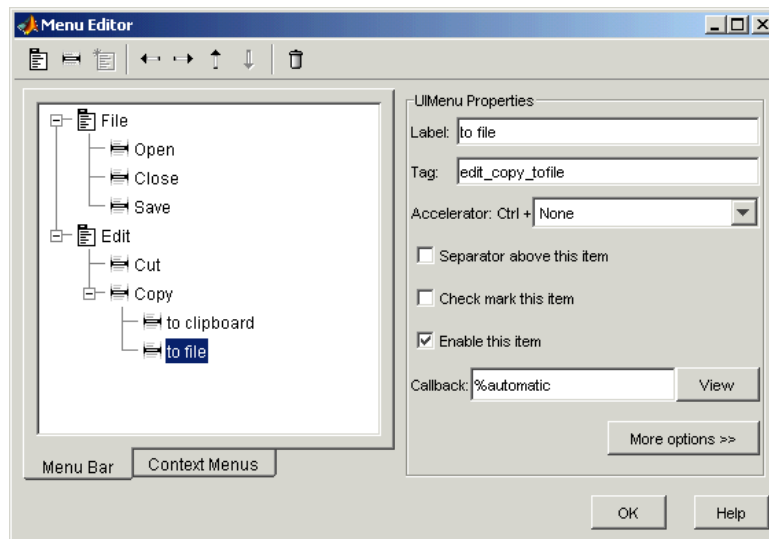 Menu Editor
File
Open
Close
Save
Edit
Cut
Copy
to clipboard
to file
Menu Bar
Context Menus
UIMenu Properties
Label: to file
Tag: edit_copy_tofile
Accelerator: Ctrl + None
Separator above this item
Check mark this item
Enable this item
Callback: %automatic View
More options >>
OK Help